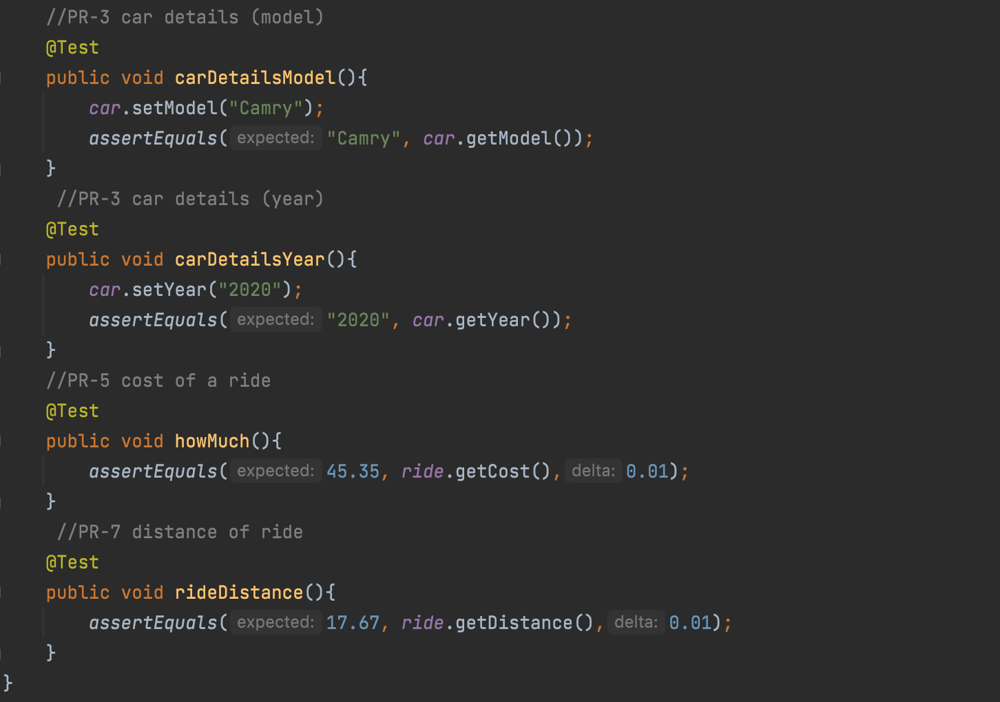 //PR-3 car details (model)
@Test
public void carDetailsModel(){
car.setModel("Camry");
assertEquals( expected: "Camry", car.getModel());
}
//PR-3 car details (year)
@Test
public void carDetailsYear(){
car.setYear("2020");
assertEquals( expected: "2020", car.getYear());
}
//PR-5 cost of a ride
@Test
public void howMuch(){
assertEquals( expected: 45.35, ride.getCost(), delta: 0.01);
}
//PR-7 distance of ride
@Test
public void rideDistance(){
assertEquals( expected: 17.67, ride.getDistance(), delta: 0.01);
}
}